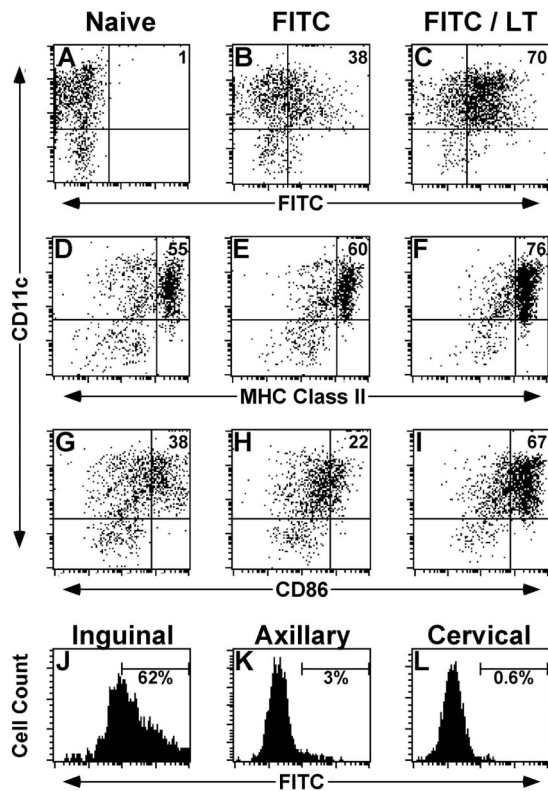 Naive FITC FITC / LT
A 1 B 38 C 70
FITC
D 55 E 60 F 76
CD11c
MHC Class II
G 38 H 22 I 67
CD86
Inguinal Axillary Cervical
J 62% K 3% L 0.6%
Cell Count
FITC